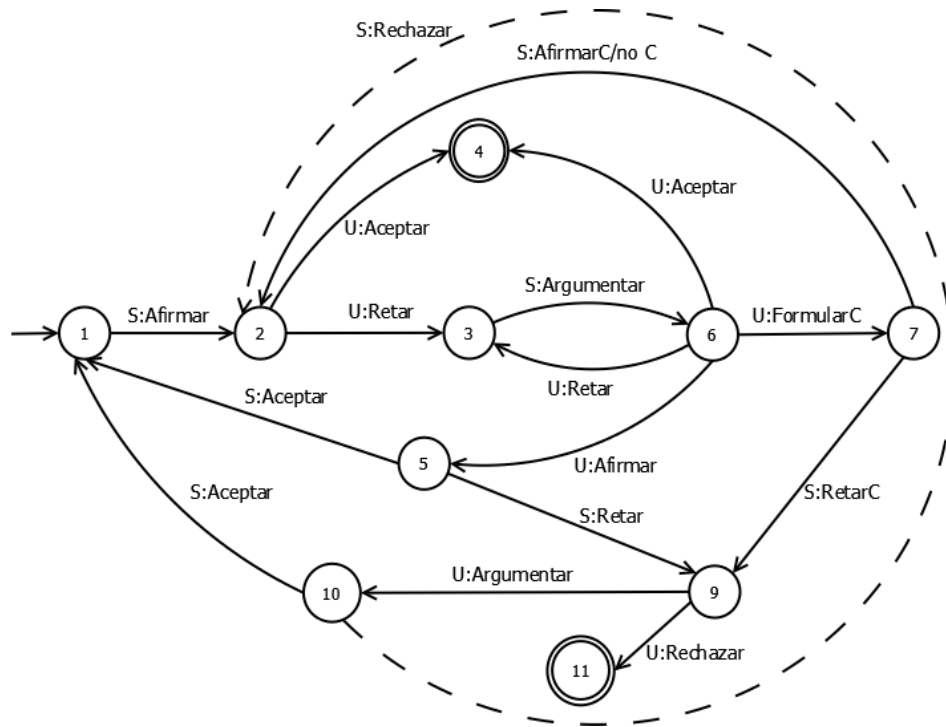 S:Rechazar
S:AfirmarC/no C
4
U:Aceptar
U:Aceptar
S:Argumentar
S:Afirmar
U:Retar
U:FormularC
1
2
3
6
7
U:Retar
S:Aceptar
5
U:Afirmar
S:Aceptar
S:RetarC
S:Retar
U:Argumentar
10
9
U:Rechazar
11